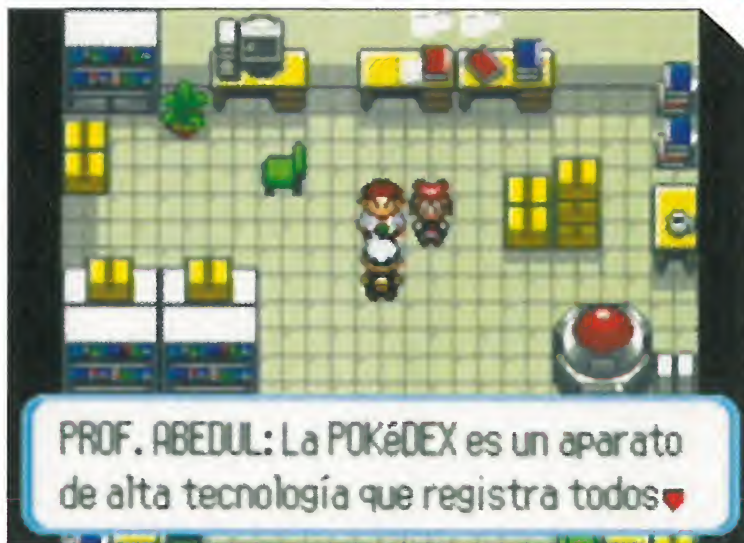 PROF. ABEDUL: La POKéDEX es un aparato
de alta tecnología que registra todos